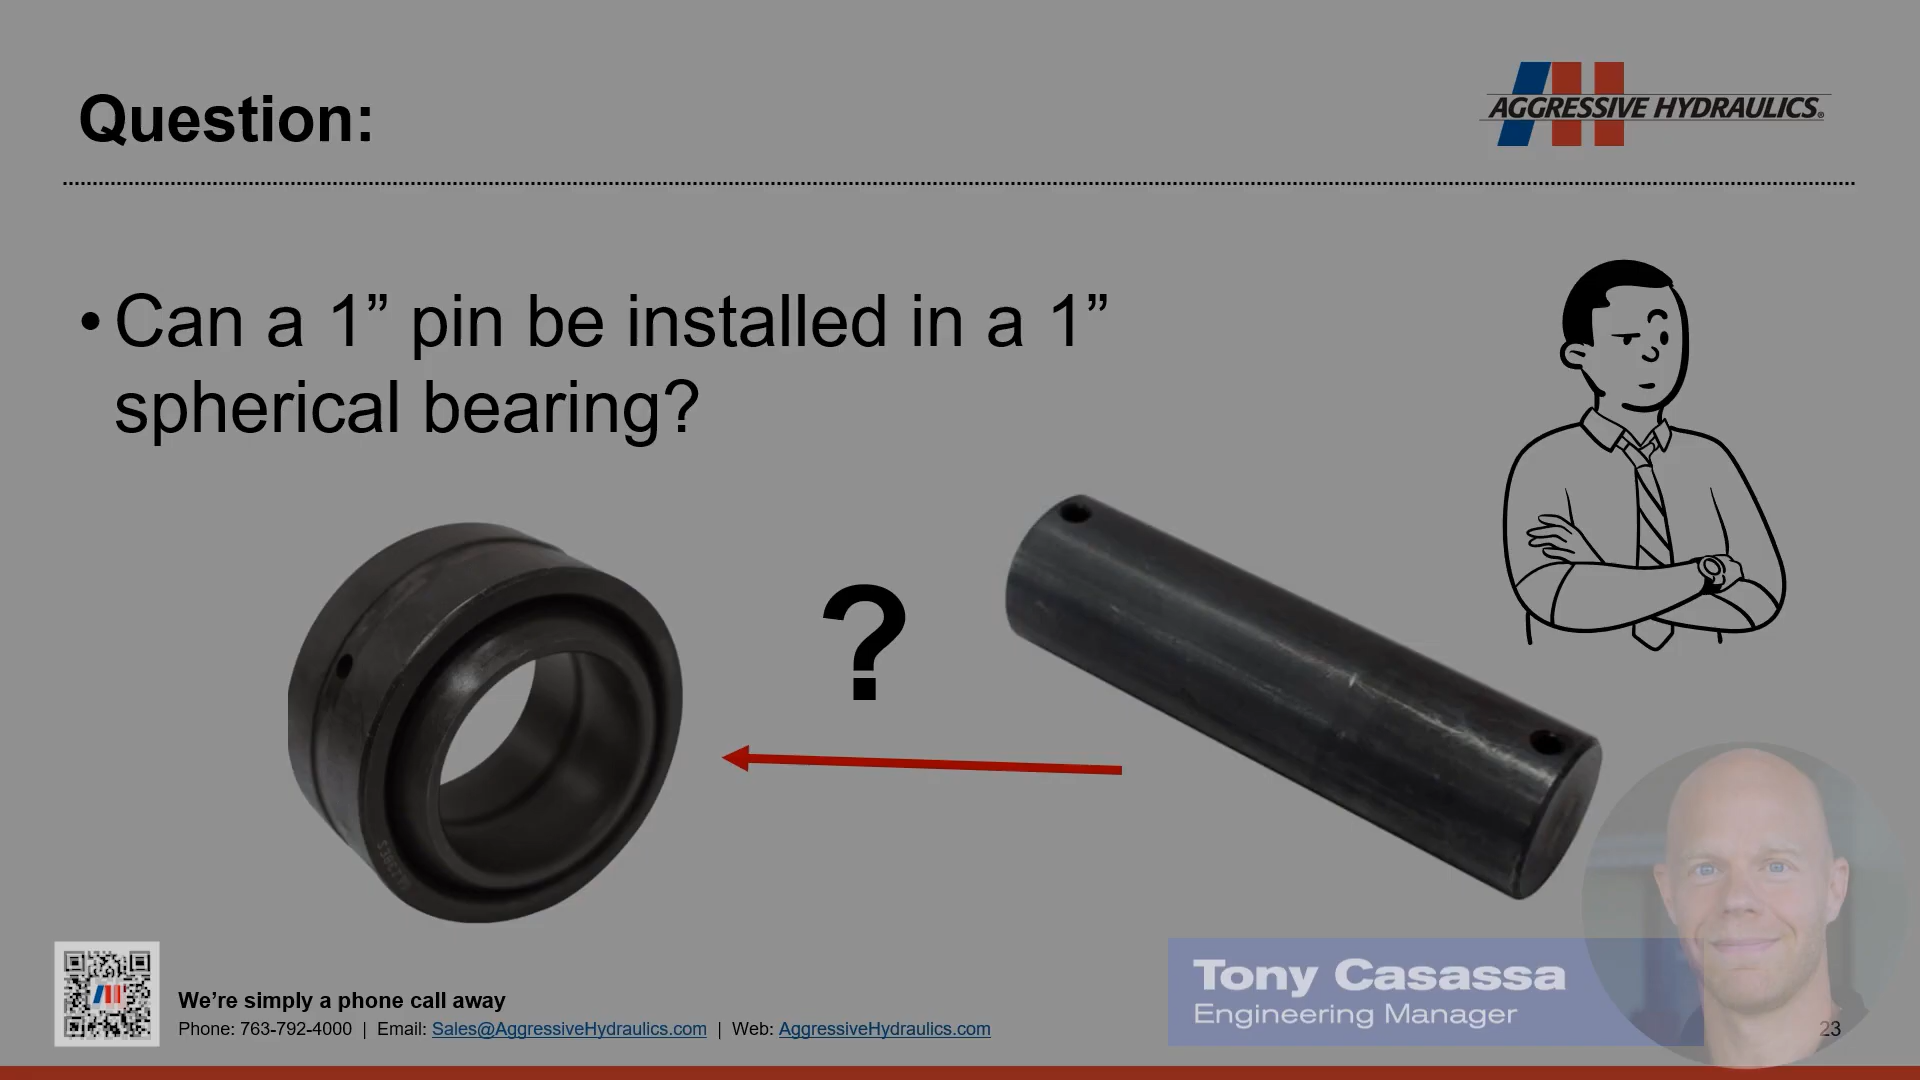 Question:
AGGRESSIVE HYDRAULICS®
• Can a 1” pin be installed in a 1”
spherical bearing?
?
We’re simply a phone call away
Phone: 763-792-4000 | Email: Sales@AggressiveHydraulics.com | Web: AggressiveHydraulics.com
Tony Casassa
Engineering Manager
23